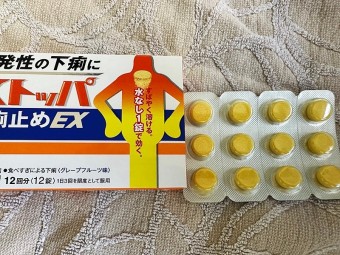 発性の下痢に
ストッパ
止めEX
すばやく溶ける。
水なし1錠で効く。
●食べすぎによる下痢〈グレープフルーツ味〉
12回分〈12錠〉 1日3回を限度として服用